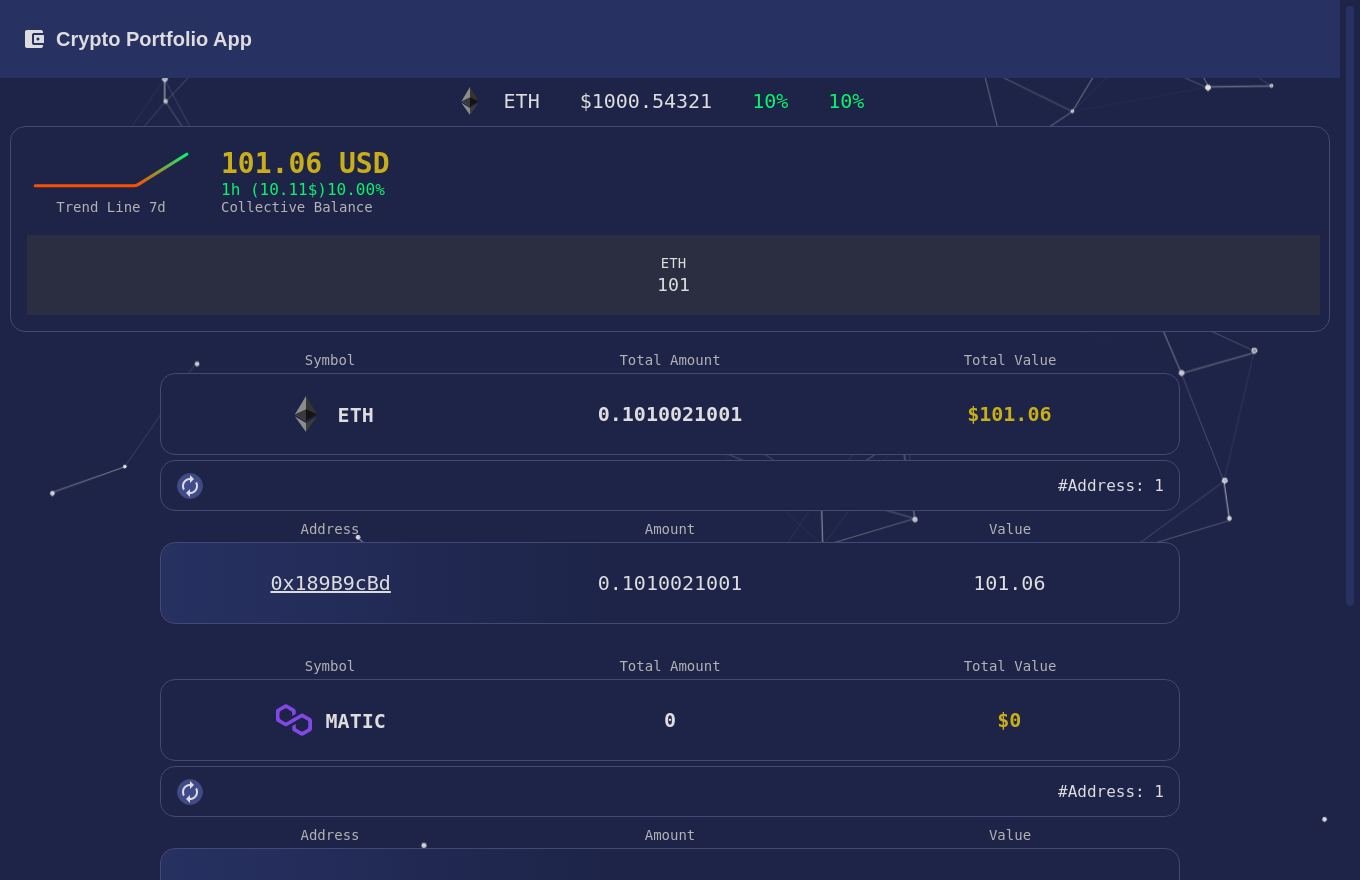 Crypto Portfolio App
ETH $1000.54321 10% 10%
101.06 USD
1h (10.11$)10.00%
Trend Line 7d Collective Balance
ETH
101
Symbol Total Amount Total Value
ETH 0.1010021001 $101.06
#Address: 1
Address Amount Value
0x189B9cBd 0.1010021001 101.06
Symbol Total Amount Total Value
MATIC 0 $0
#Address: 1
Address Amount Value